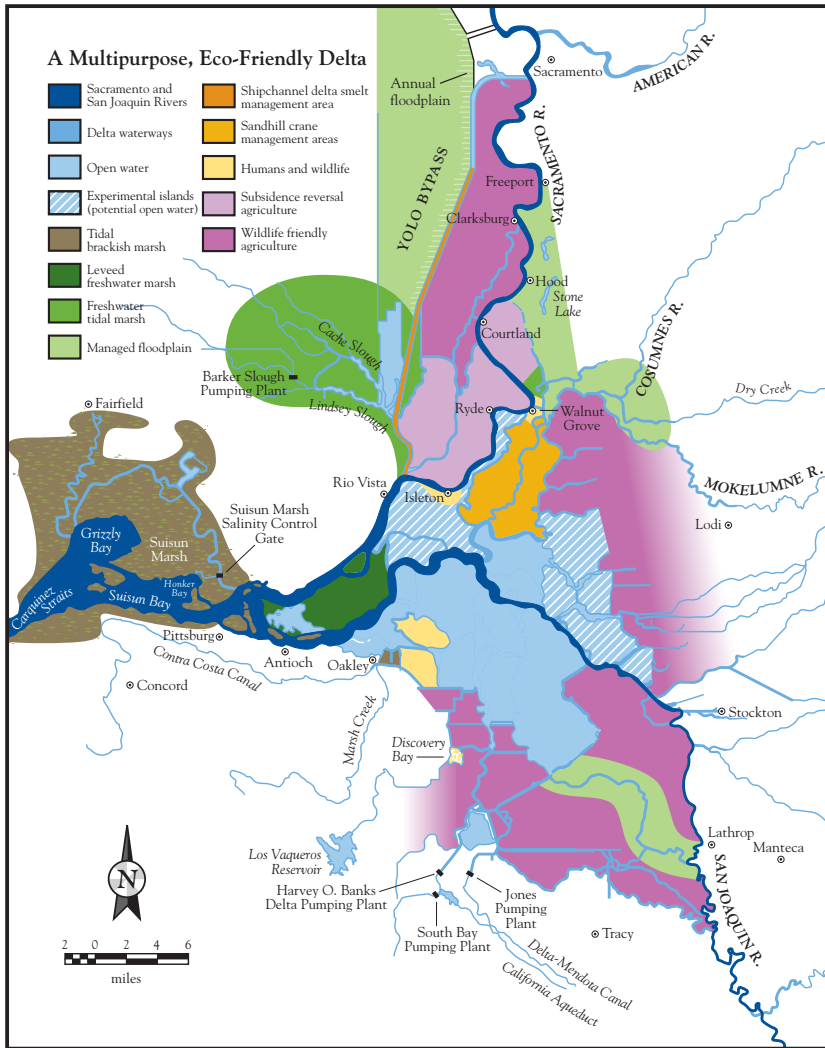 A Multipurpose, Eco-Friendly Delta
Sacramento and
San Joaquin Rivers
Delta waterways
Open water
Experimental islands
(potential open water)
Tidal
brackish marsh
Leveed
freshwater marsh
Freshwater
tidal marsh
Managed floodplain
Shipchannel delta smelt
management area
Sandhill crane
management areas
Humans and wildlife
Subsidence reversal
agriculture
Wildlife friendly
agriculture
Annual
floodplain
Sacramento
AMERICAN R.
SACRAMENTO R.
YOLO BYPASS
Freeport
Clarksburg
Hood
Stone
Lake
Courtland
COSUMNES R.
Cache Slough
Barker Slough
Pumping Plant
Lindsey Slough
Dry Creek
Fairfield
Ryde
Walnut
Grove
MOKELUMNE R.
Rio Vista
Isleton
Lodi
Suisun Marsh
Salinity Control
Gate
Grizzly
Bay
Suisun
Marsh
Honker
Bay
Suisun Bay
Carquinez
Straits
Pittsburg
Antioch
Oakley
Contra Costa Canal
Concord
Marsh Creek
Stockton
Discovery
Bay
Los Vaqueros
Reservoir
Lathrop
Manteca
Harvey O. Banks
Delta Pumping Plant
Jones
Pumping
Plant
South Bay
Pumping Plant
SAN JOAQUIN R.
Tracy
Delta-Mendota Canal
California Aqueduct
N
2 0 2 4 6
miles